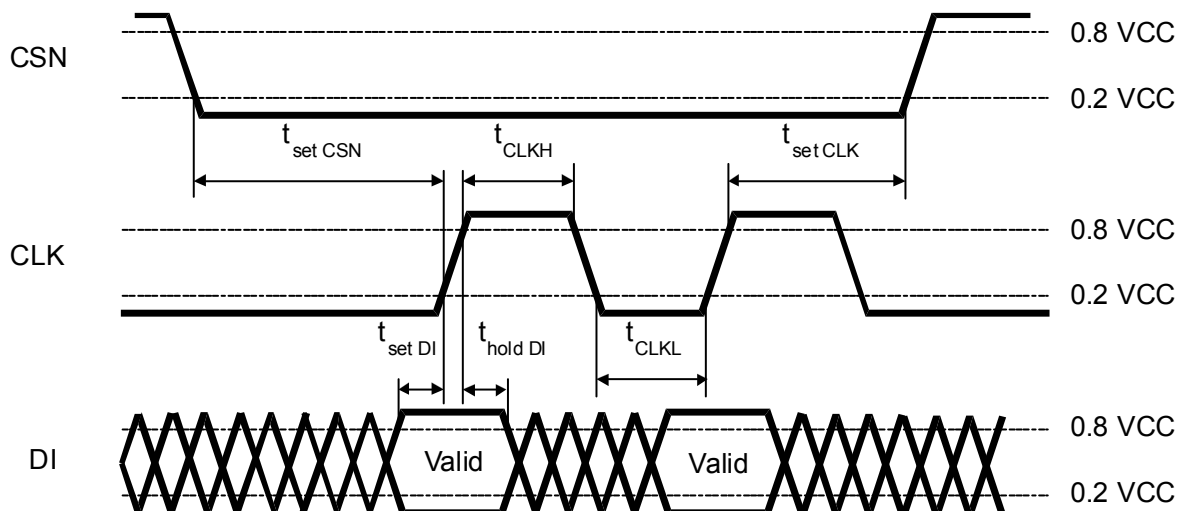 CSN
0.8 VCC
0.2 VCC
t set CSN
t CLKH
t set CLK
CLK
0.8 VCC
0.2 VCC
t set DI
t hold DI
t CLKL
DI
Valid
Valid
0.8 VCC
0.2 VCC